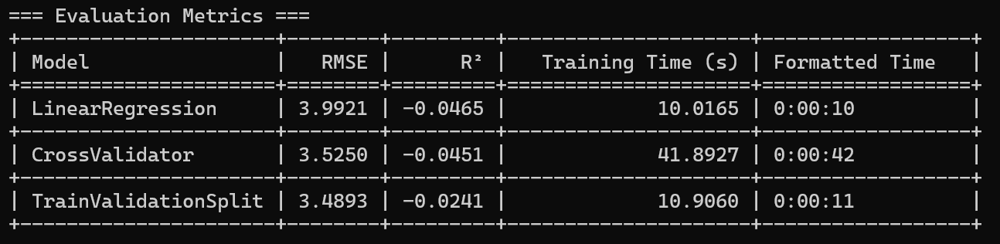 === Evaluation Metrics ===
+----------------------+--------+---------+---------------------+------------------+
| Model                |   RMSE |      R² |   Training Time (s) | Formatted Time   |
+======================+========+=========+=====================+==================+
| LinearRegression     | 3.9921 | -0.0465 |             10.0165 | 0:00:10          |
+----------------------+--------+---------+---------------------+------------------+
| CrossValidator       | 3.5250 | -0.0451 |             41.8927 | 0:00:42          |
+----------------------+--------+---------+---------------------+------------------+
| TrainValidationSplit | 3.4893 | -0.0241 |             10.9060 | 0:00:11          |
+----------------------+--------+---------+---------------------+------------------+